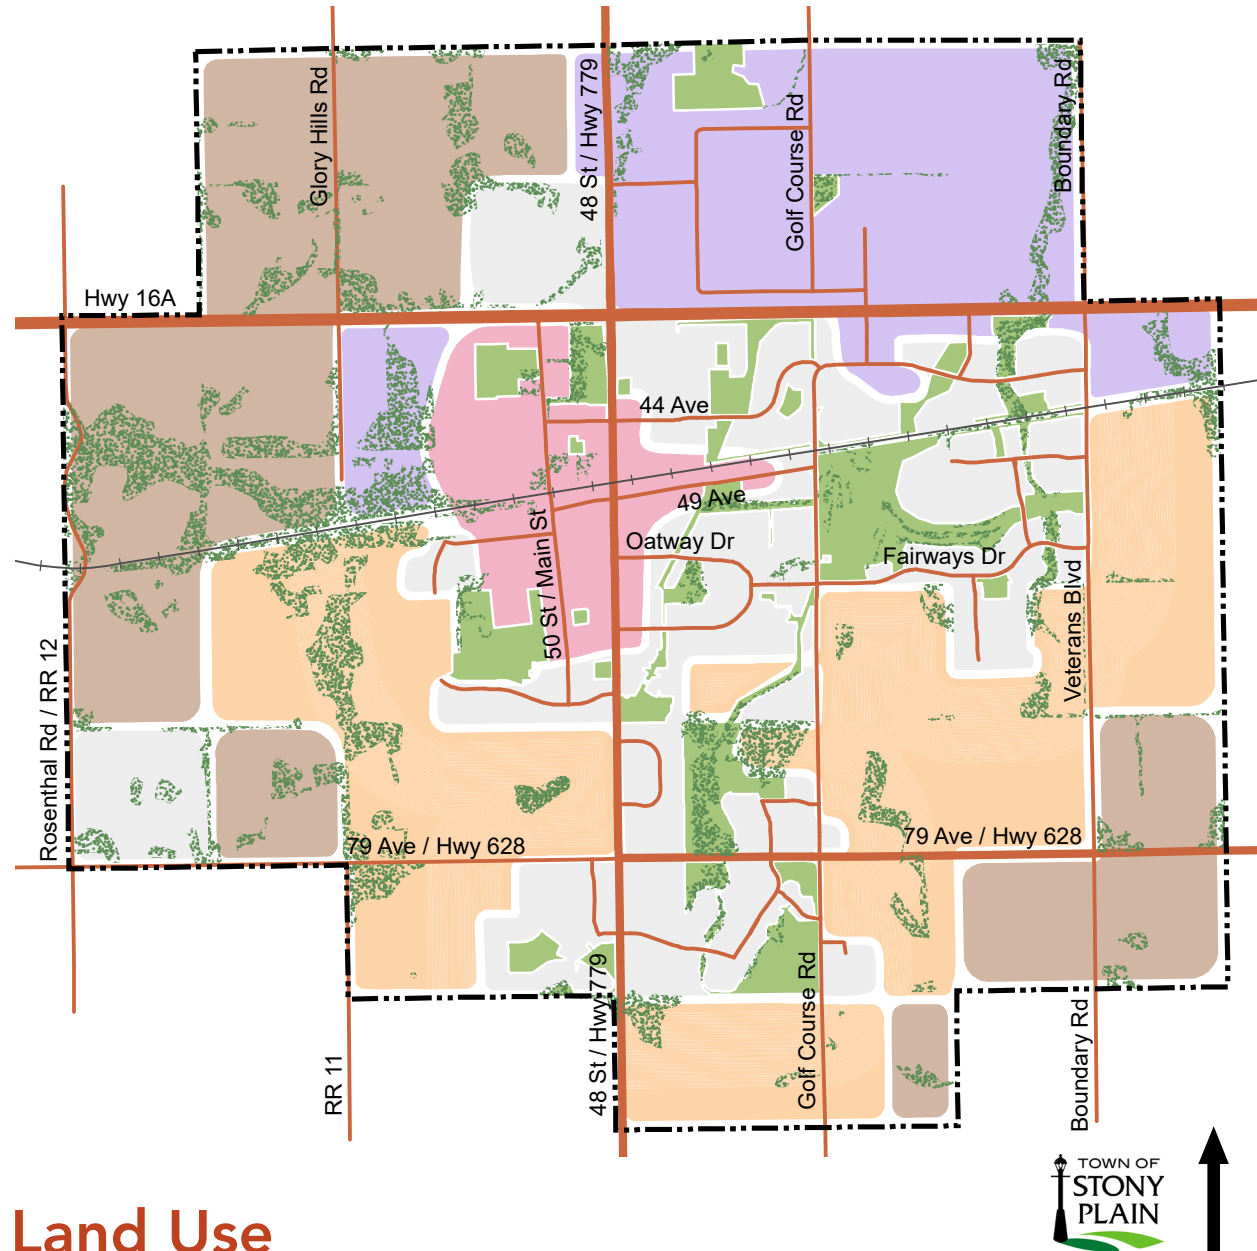 Glory Hills Rd
48 St / Hwy 779
Golf Course Rd
Boundary Rd
Hwy 16A
44 Ave
49 Ave
Oatway Dr
Fairways Dr
50 St / Main St
Veterans Blvd
Rosenthal Rd / RR 12
79 Ave / Hwy 628
79 Ave / Hwy 628
48 St / Hwy 779
Golf Course Rd
RR 11
Boundary Rd
TOWN OF
STONY
PLAIN
Land Use